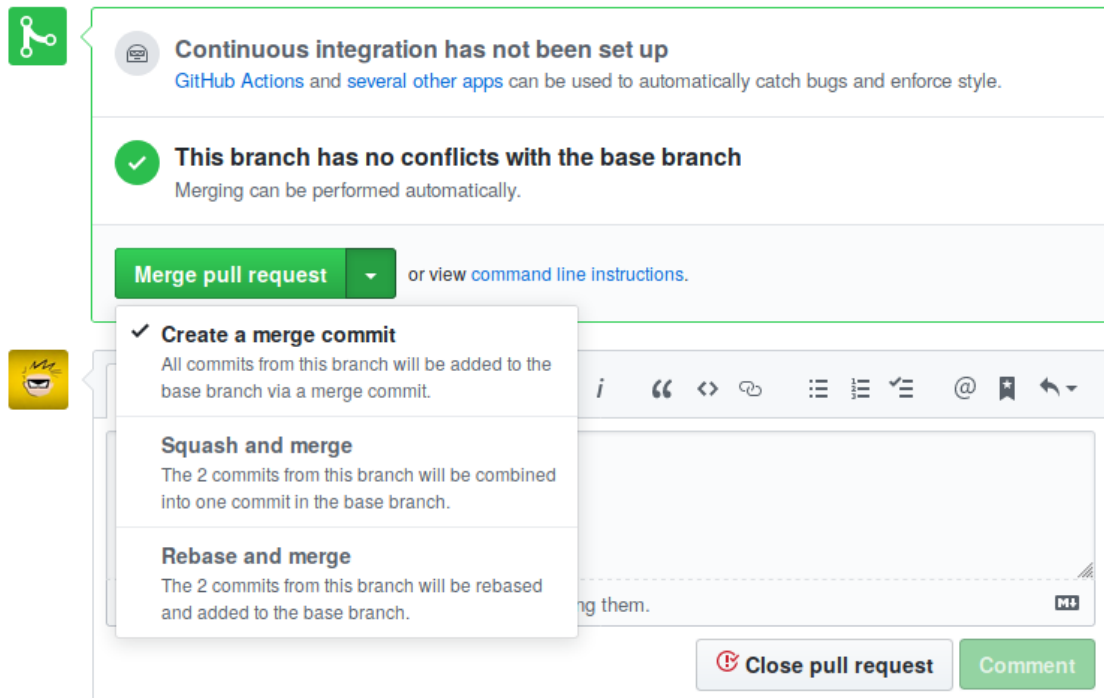 Continuous integration has not been set up
GitHub Actions and several other apps can be used to automatically catch bugs and enforce style.
This branch has no conflicts with the base branch
Merging can be performed automatically.
Merge pull request
or view command line instructions.
Create a merge commit
All commits from this branch will be added to the
base branch via a merge commit.
Squash and merge
The 2 commits from this branch will be combined
into one commit in the base branch.
Rebase and merge
The 2 commits from this branch will be rebased
and added to the base branch.
them.
Close pull request
Comment